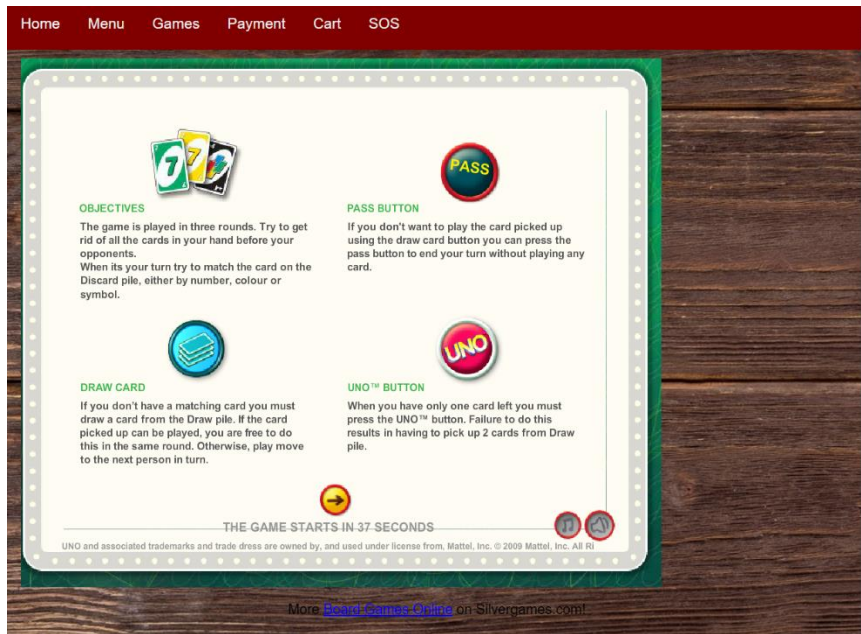 Home Menu Games Payment Cart SOS
7 7
PASS
OBJECTIVES
The game is played in three rounds. Try to get
rid of all the cards in your hand before your
opponents.
When its your turn try to match the card on the
Discard pile, either by number, colour or
symbol.
PASS BUTTON
If you don't want to play the card picked up
using the draw card button you can press the
pass button to end your turn without playing any
card.
UNO
DRAW CARD
If you don't have a matching card you must
draw a card from the Draw pile. If the card
picked up can be played, you are free to do
this in the same round. Otherwise, play move
to the next person in turn.
UNO™ BUTTON
When you have only one card left you must
press the UNO™ button. Failure to do this
results in having to pick up 2 cards from Draw
pile.
THE GAME STARTS IN 37 SECONDS
UNO and associated trademarks and trade dress are owned by, and used under license from, Mattel, Inc. © 2009 Mattel, Inc. All Ri
More Board Games Online on Silvergames.com!